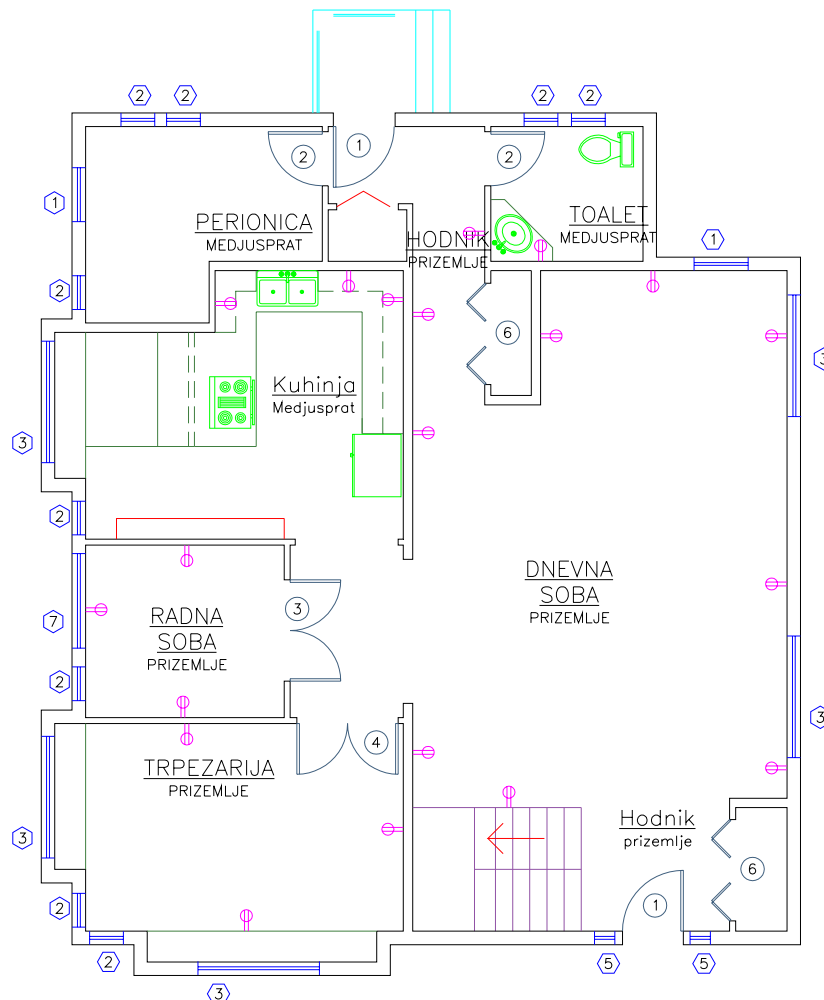 2
2
2
2
1
2
2
1
PERIONICA
MEDJUSPRAT
HODNIK
PRIZEMLJE
TOALET
MEDJUSPRAT
1
2
6
3
Kuhinja
Medjusprat
3
2
DNEVNA
SOBA
PRIZEMLJE
3
7
RADNA
SOBA
PRIZEMLJE
2
3
4
TRPEZARIJA
PRIZEMLJE
3
Hodnik
prizemlje
6
2
1
2
3
5
5